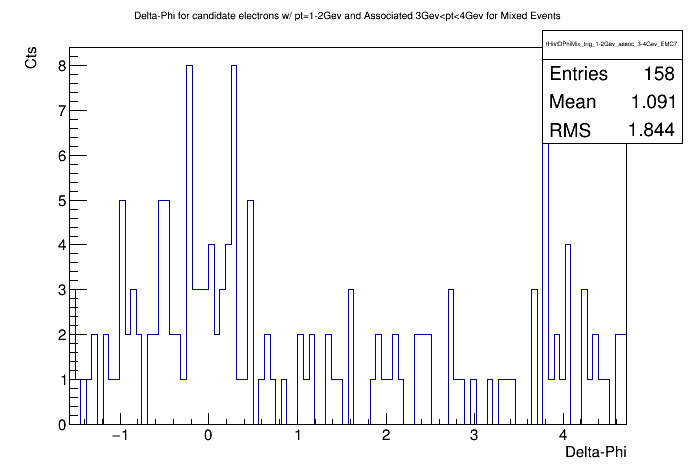 Delta-Phi for candidate electrons w/ pt=1-2Gev and Associated 3Gev<pt<4Gev for Mixed Events
Cts
fHistDPhiMix_trig_1-2Gev_assoc_3-4Gev_EMC7
Entries 158
Mean 1.091
RMS 1.844
8
7
6
5
4
3
2
1
0
−1 0 1 2 3 4
Delta-Phi